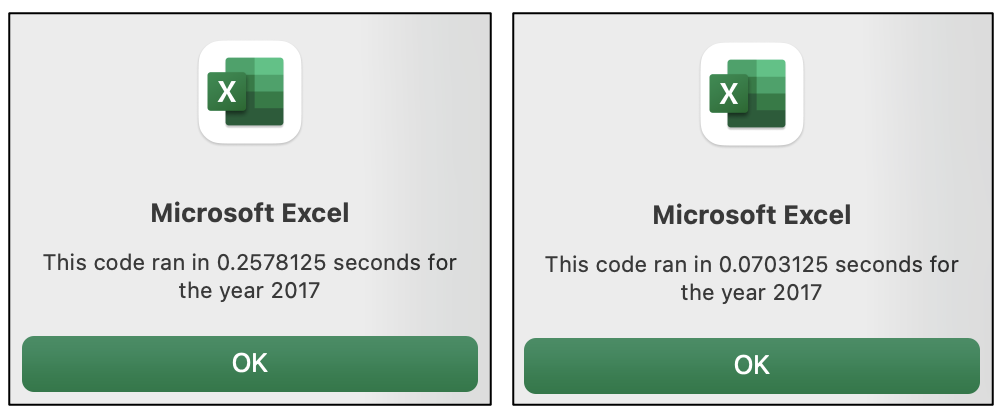 X
Microsoft Excel
This code ran in 0.2578125 seconds for
the year 2017
OK
X
Microsoft Excel
This code ran in 0.0703125 seconds for
the year 2017
OK